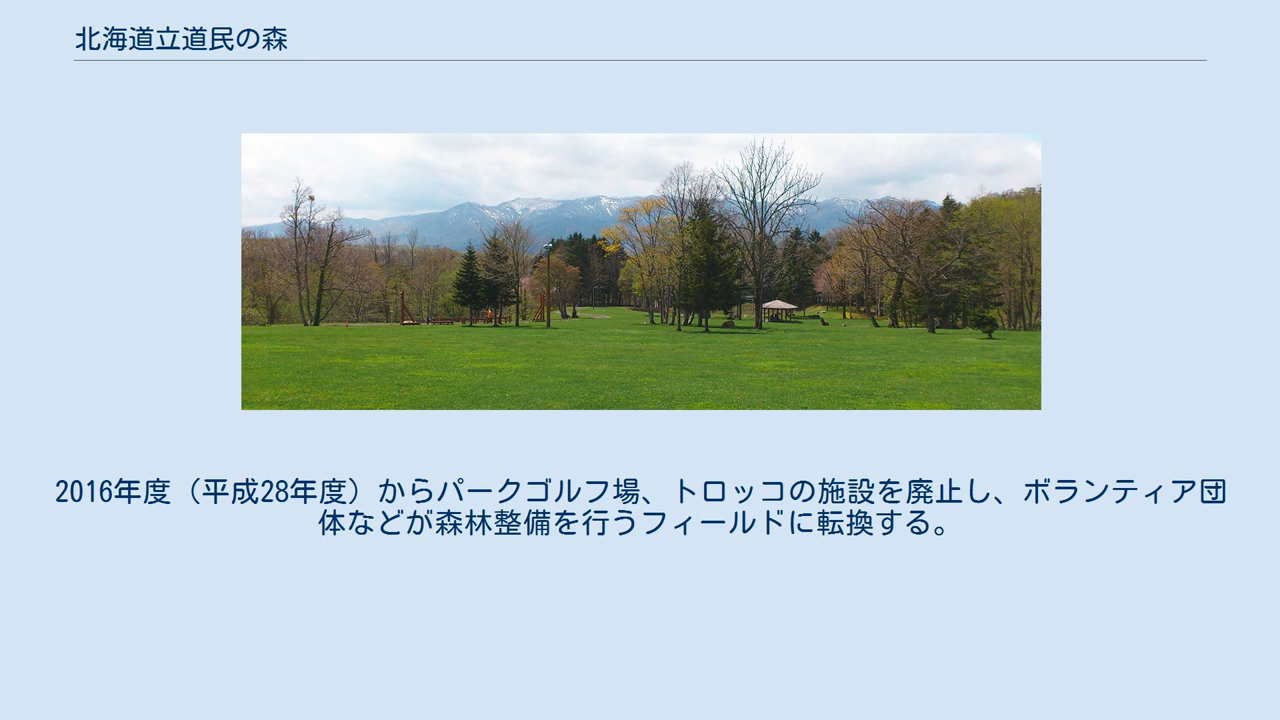 北海道立道民の森
2016年度（平成28年度）からパークゴルフ場、トロッコの施設を廃止し、ボランティア団
体などが森林整備を行うフィールドに転換する。